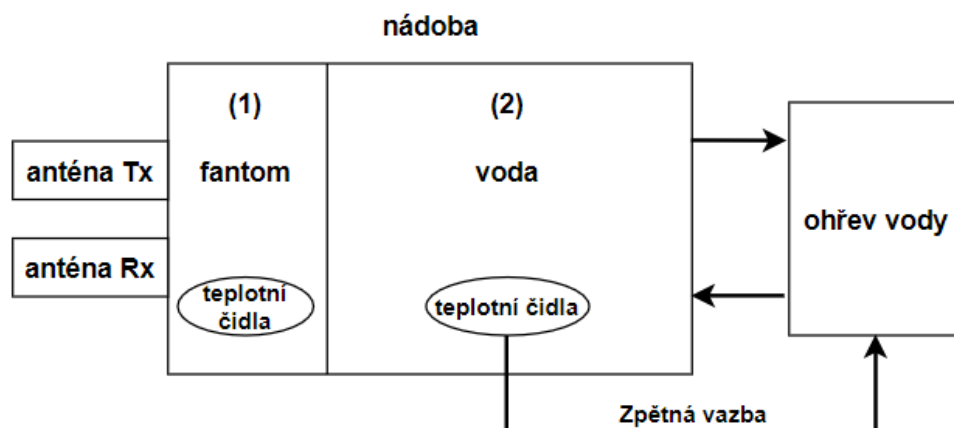 nádoba
(1)
(2)
anténa Tx
fantom
voda
ohřev vody
anténa Rx
teplotní
čidla
teplotní čidla
Zpětná vazba